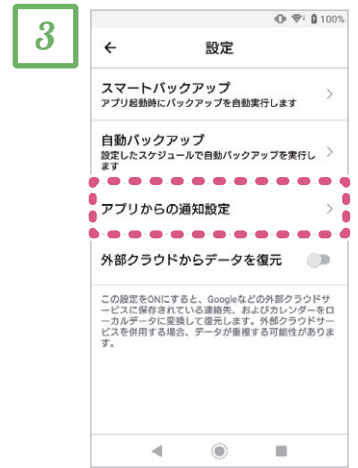 3
100%
設定
スマートバックアップ
アプリ起動時にバックアップを自動実行します
自動バックアップ
設定したスケジュールで自動バックアップを実行し
ます
アプリからの通知設定
外部クラウドからデータを復元
この設定をONにすると、Googleなどの外部クラウドサ
ービスに保存されている連絡先、およびカレンダーをロ
ーカルデータに変換して復元します。外部クラウドサー
ビスを併用する場合、データが重複する可能性がありま
す。